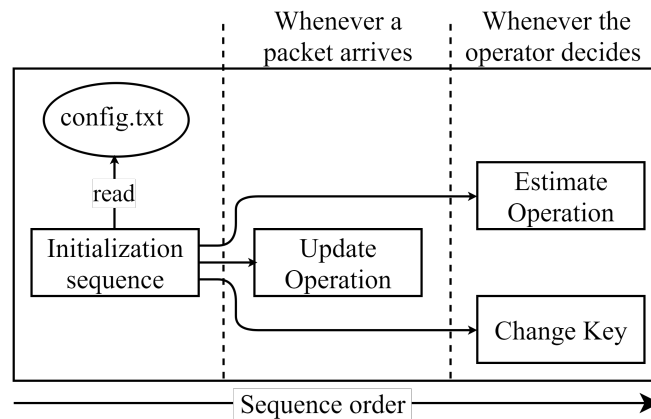 Whenever a
packet arrives
Whenever the
operator decides
config.txt
read
Initialization
sequence
Update
Operation
Estimate
Operation
Change Key
Sequence order